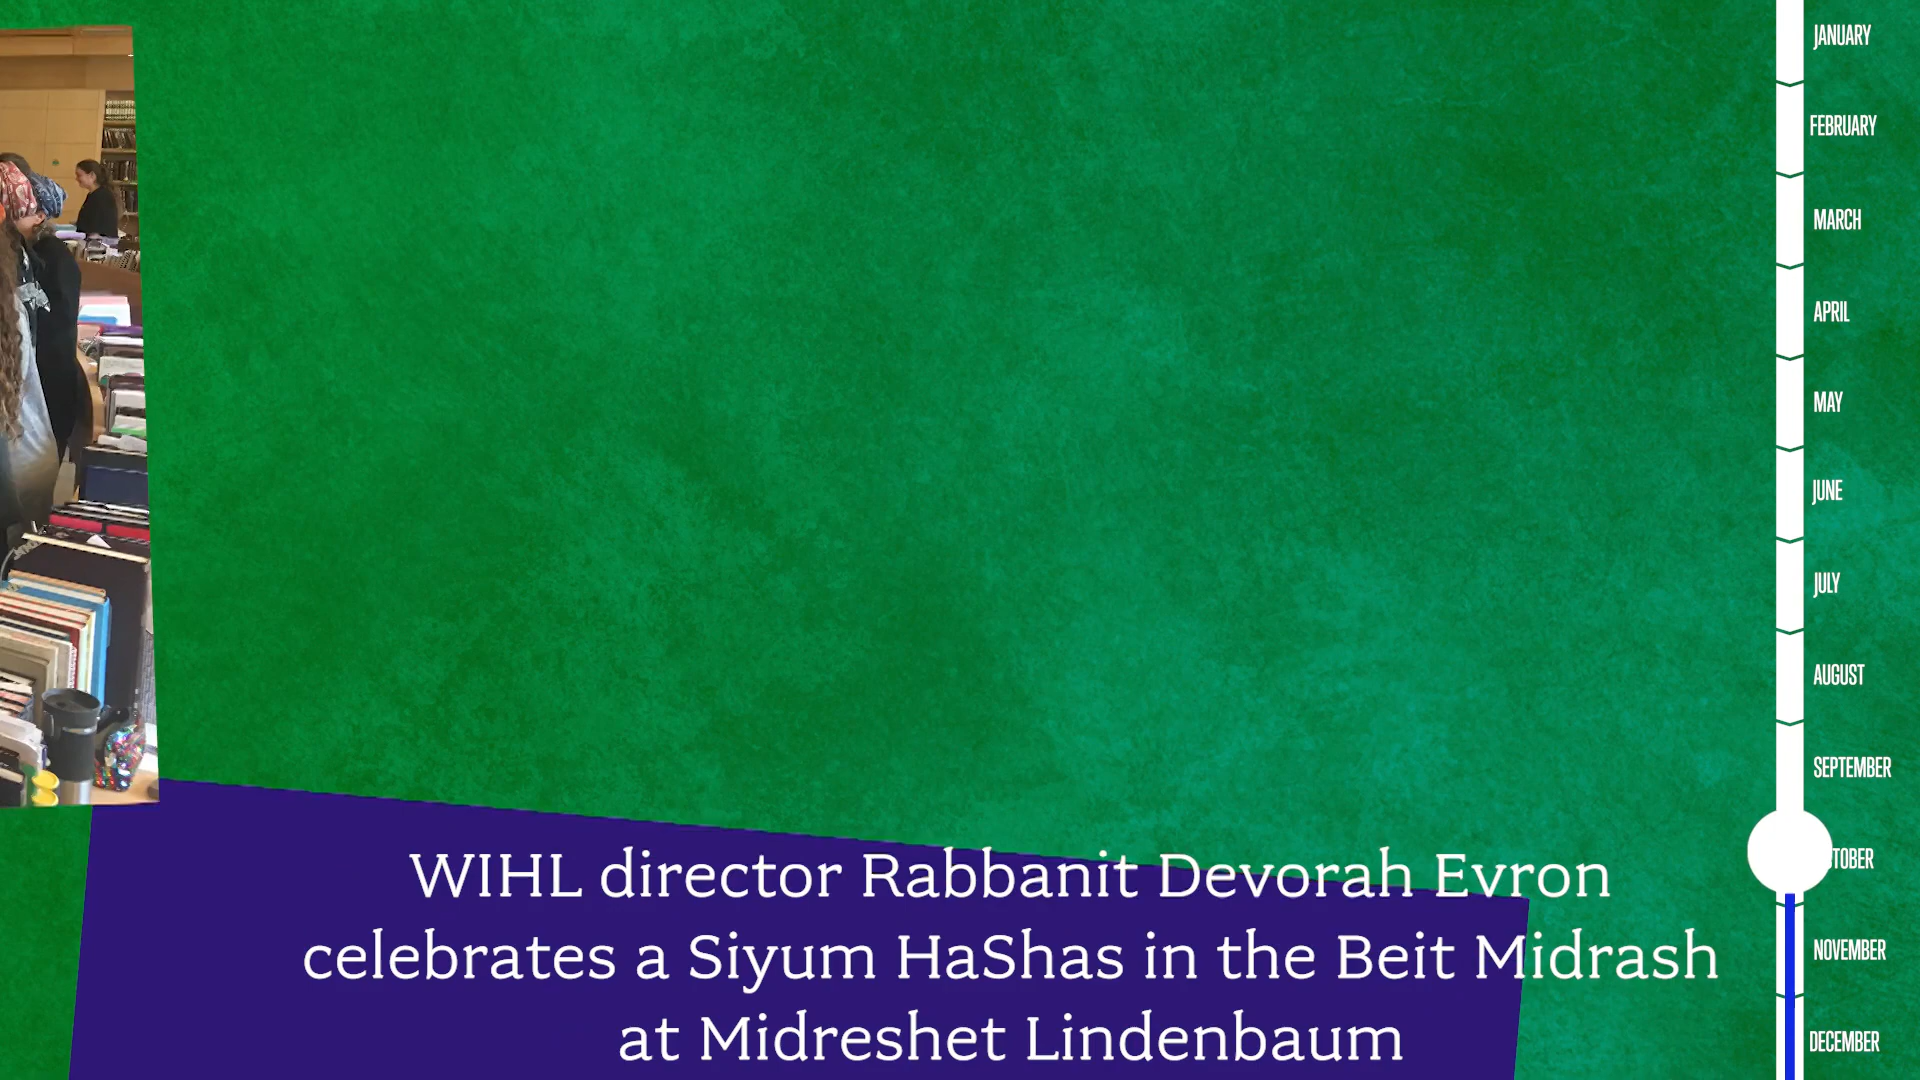 JANUARY
FEBRUARY
MARCH
APRIL
MAY
JUNE
JULY
AUGUST
SEPTEMBER
TOBER
NOVEMBER
DECEMBER
WIHL director Rabbanit Devorah Evron
celebrates a Siyum HaShas in the Beit Midrash
at Midreshet Lindenbaum